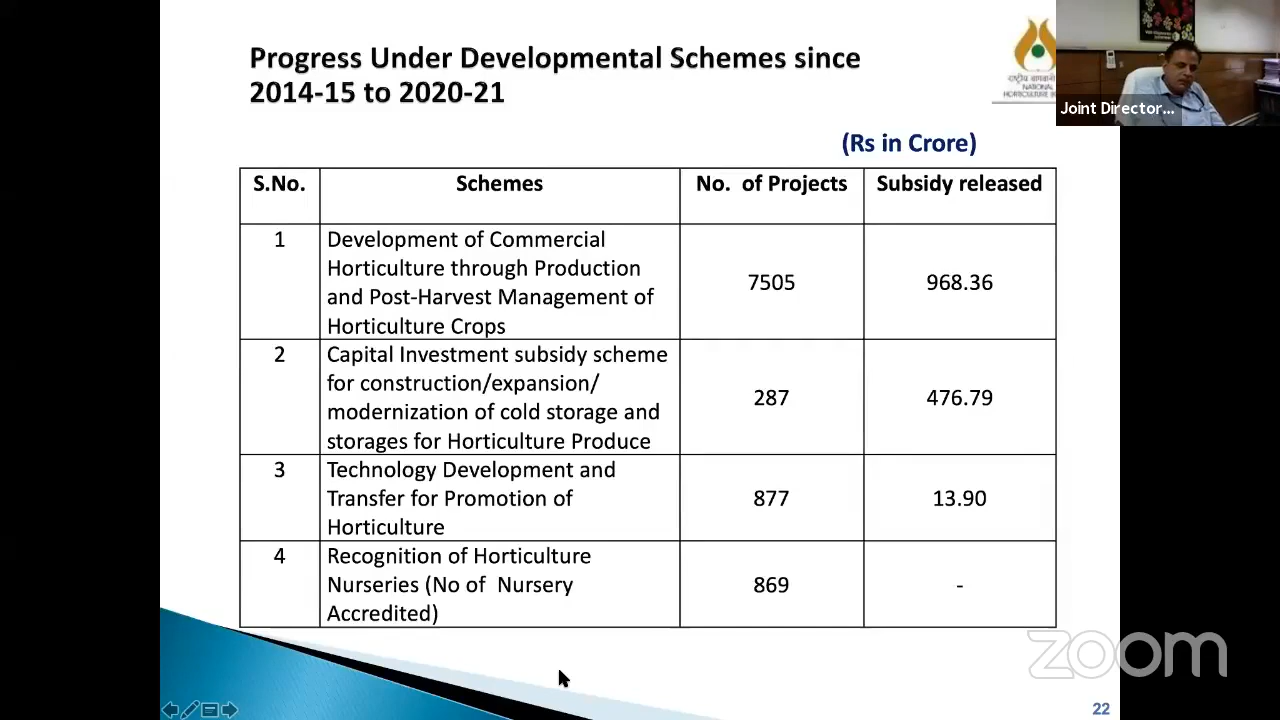 Progress Under Developmental Schemes since
2014-15 to 2020-21
राष्ट्रीय बागवानी
NATIONAL
HORTICULTURE
Joint Director...
(Rs in Crore)
S.No. Schemes No. of Projects Subsidy released
1 Development of Commercial
Horticulture through Production
and Post-Harvest Management of
Horticulture Crops
7505 968.36
2 Capital Investment subsidy scheme
for construction/expansion/
modernization of cold storage and
storages for Horticulture Produce
287 476.79
3 Technology Development and
Transfer for Promotion of
Horticulture
877 13.90
4 Recognition of Horticulture
Nurseries (No of Nursery
Accredited)
869 -
zoom
22